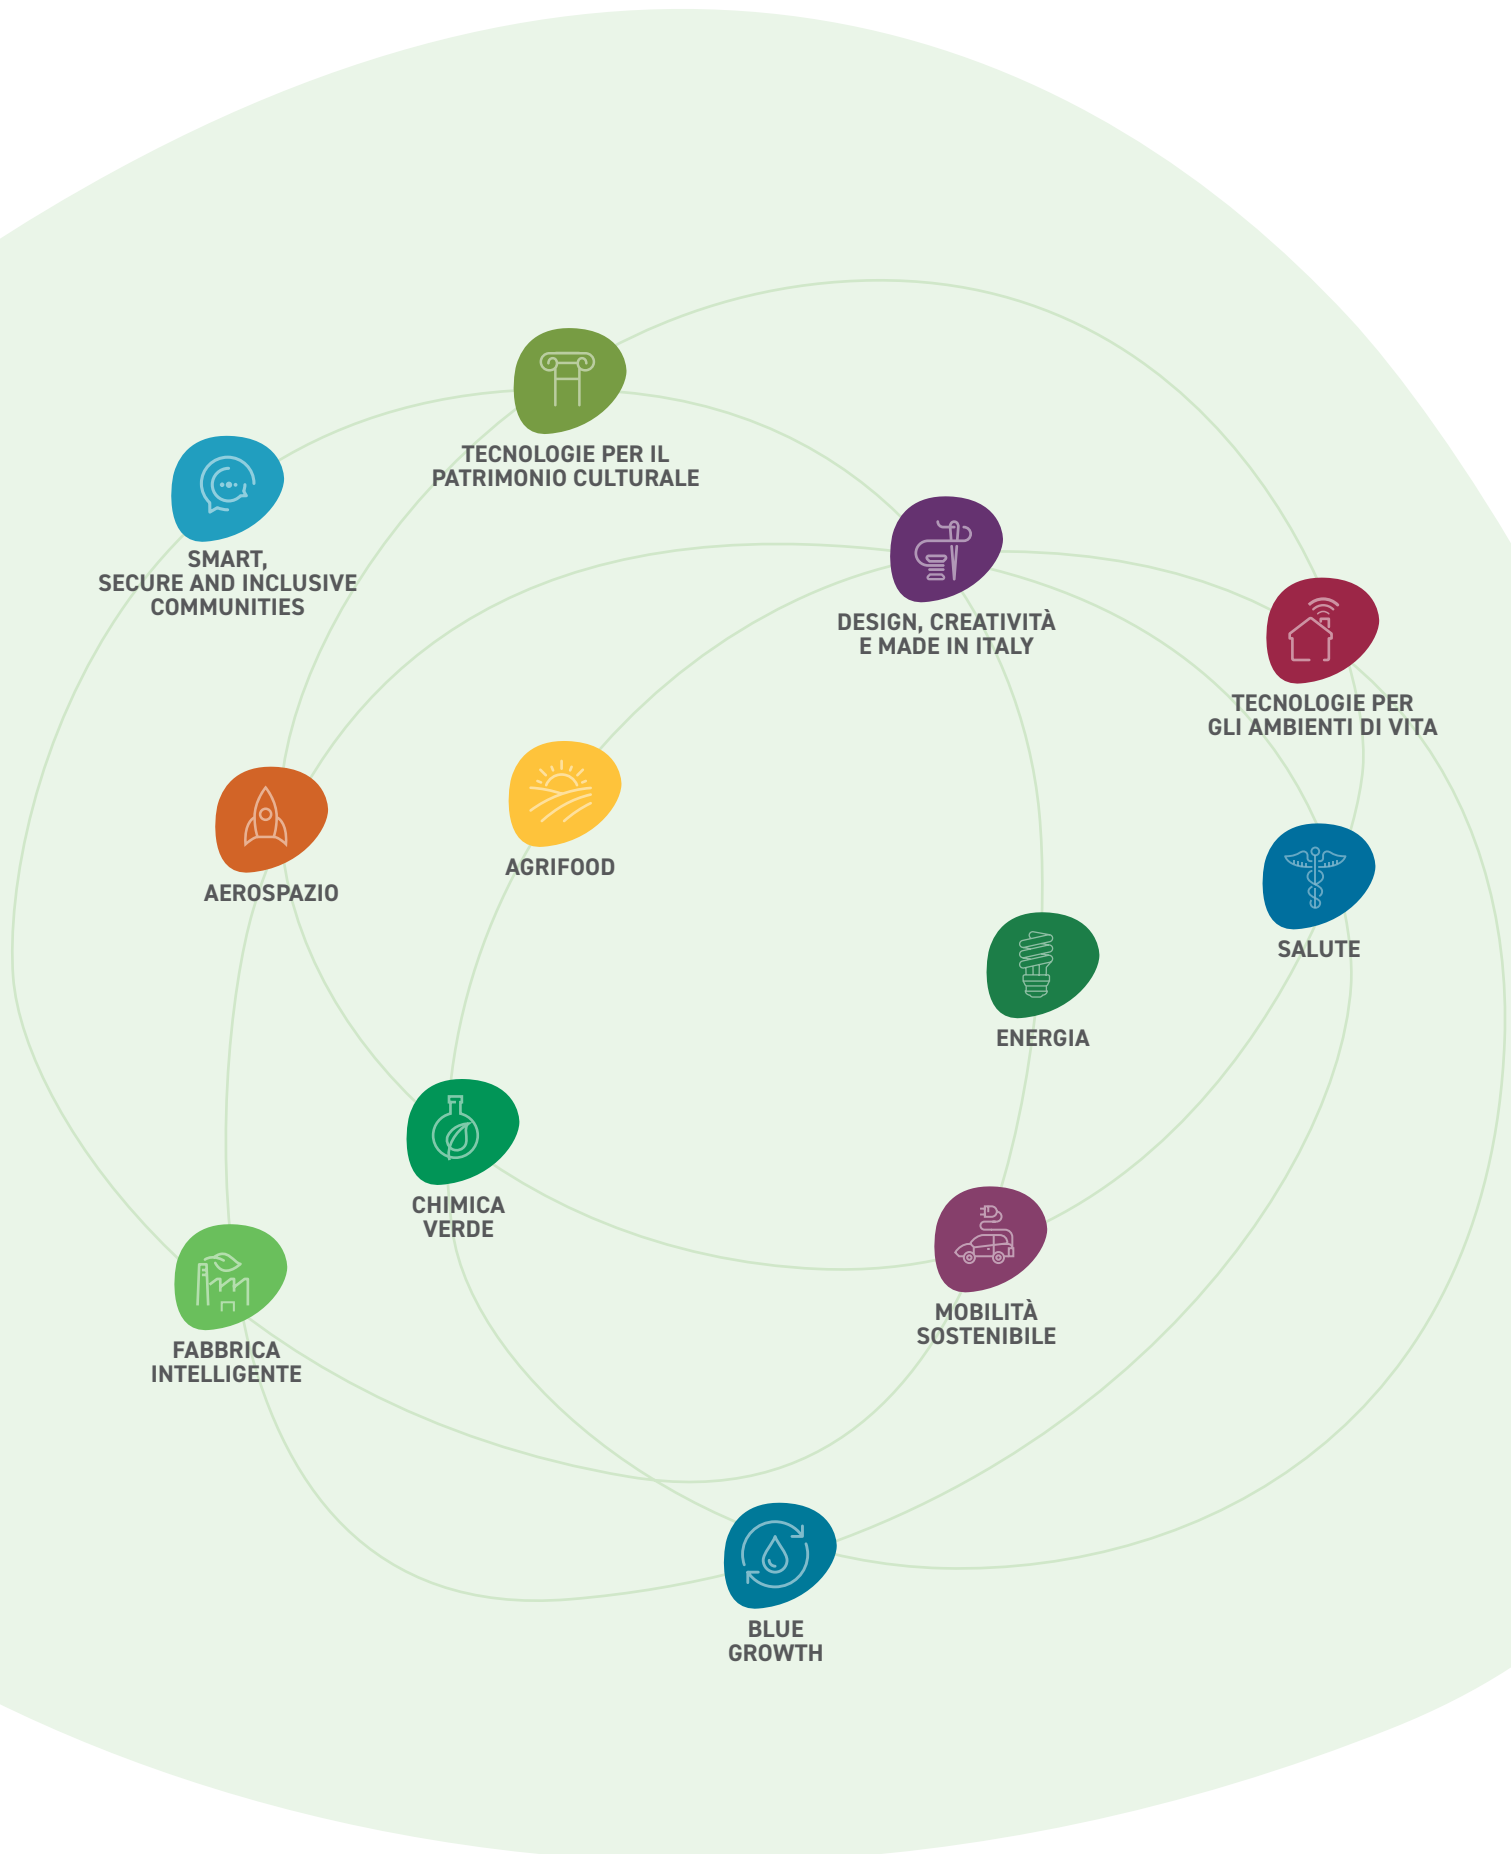 TECNOLOGIE PER IL
PATRIMONIO CULTURALE
SMART,
SECURE AND INCLUSIVE
COMMUNITIES
DESIGN, CREATIVITÀ
E MADE IN ITALY
TECNOLOGIE PER
GLI AMBIENTI DI VITA
AGRIFOOD
AEROSPAZIO
SALUTE
ENERGIA
CHIMICA
VERDE
MOBILITÀ
SOSTENIBILE
FABBRICA
INTELLIGENTE
BLUE
GROWTH